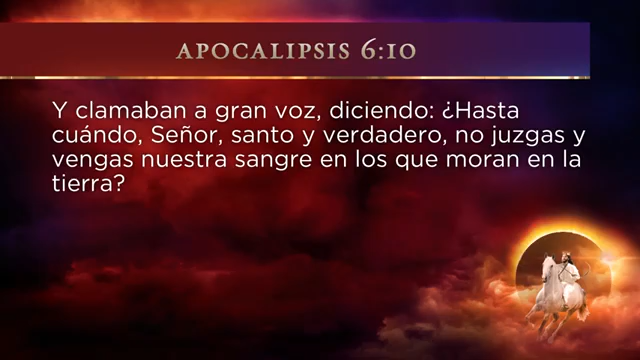 APOCALIPSIS 6:10
Y clamaban a gran voz, diciendo: ¿Hasta
cuándo, Señor, santo y verdadero, no juzgas y
vengas nuestra sangre en los que moran en la
tierra?